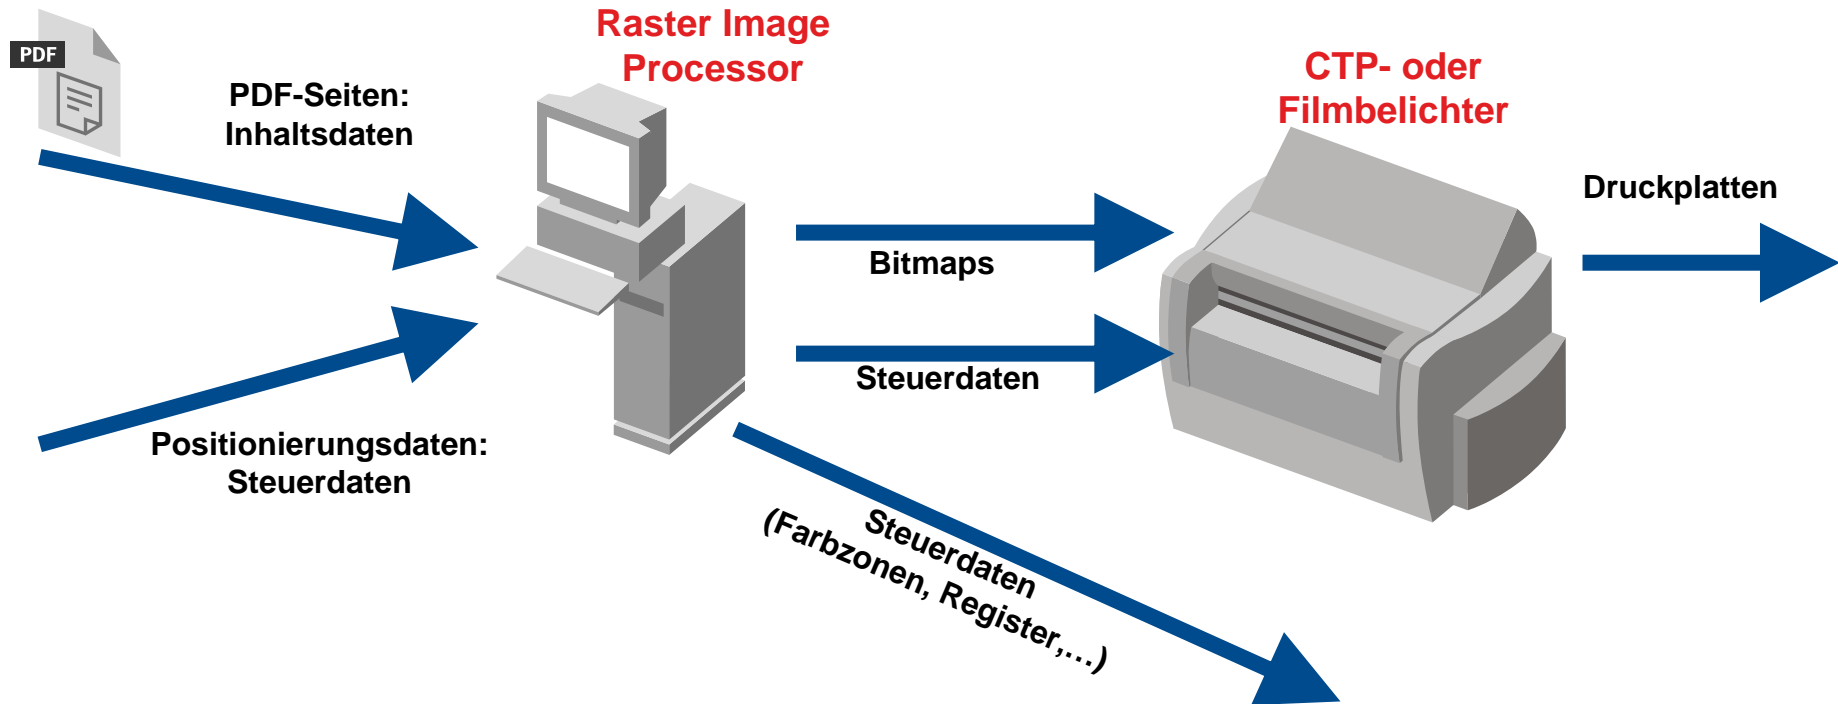 PDF
PDF-Seiten:
Inhaltsdaten
Positionierungsdaten:
Steuerdaten
Raster Image
Processor
Bitmaps
Steuerdaten
Steuerdaten
(Farbzonen, Register,…)
CTP- oder
Filmbelichter
Druckplatten